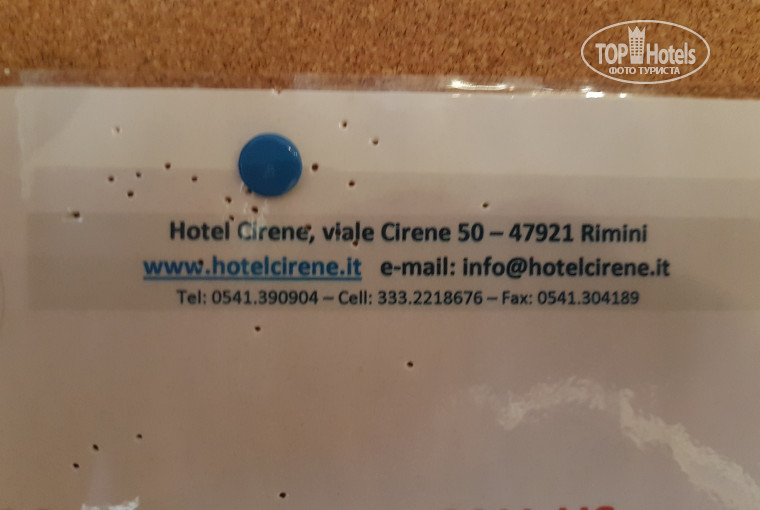 TOP Hotels
ФОТО ТУРИСТА
Hotel Cirene, viale Cirene 50 – 47921 Rimini
www.hotelcirene.it e-mail: info@hotelcirene.it
Tel: 0541.390904 – Cell: 333.2218676 – Fax: 0541.304189